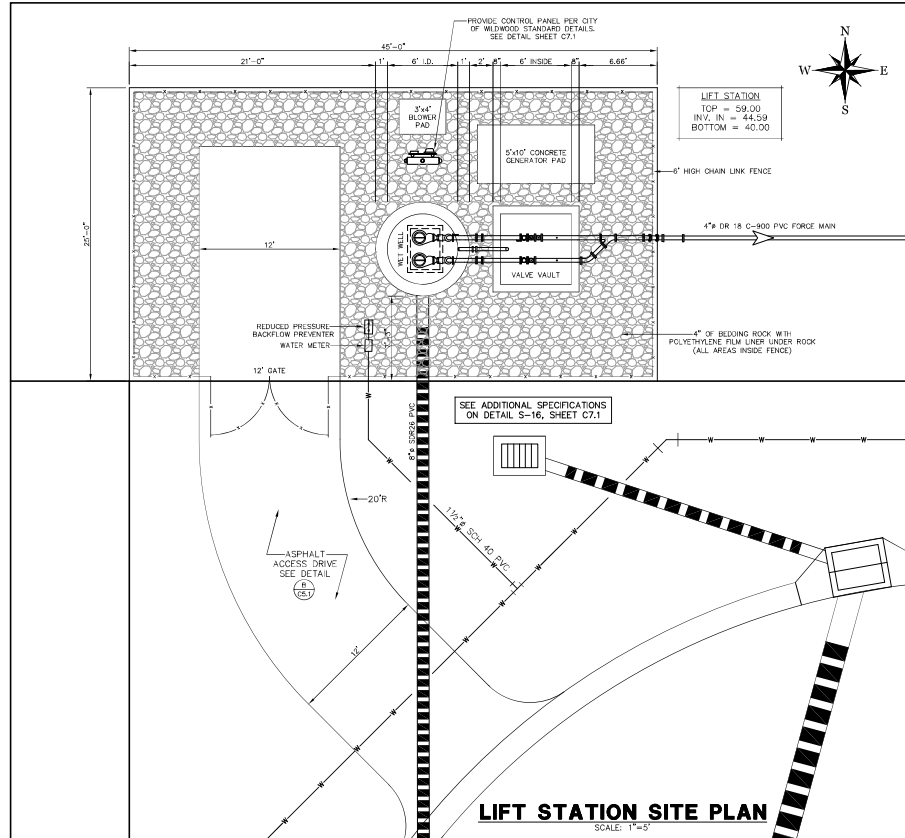 PROVIDE CONTROL PANEL PER CITY
OF WILDWOOD STANDARD DETAILS.
SEE DETAIL SHEET C7.1
45'-0"
21'-0"
1'
6' I.D.
1'
2'
8"
6' INSIDE
8"
6.66'
N
W
E
S
LIFT STATION
TOP = 59.00
INV. IN = 44.59
BOTTOM = 40.00
3'x4'
BLOWER
PAD
5'x10' CONCRETE
GENERATOR PAD
6' HIGH CHAIN LINK FENCE
25'-0"
12'
WET WELL
4"ø DR 18 C-900 PVC FORCE MAIN
VALVE VAULT
REDUCED PRESSURE
BACKFLOW PREVENTER
WATER METER
4" OF BEDDING ROCK WITH
POLYETHYLENE FILM LINER UNDER ROCK
(ALL AREAS INSIDE FENCE)
12' GATE
SEE ADDITIONAL SPECIFICATIONS
ON DETAIL S-16, SHEET C7.1
8"ø SDR26 PVC
20'R
1½"ø SCH 40 PVC
ASPHALT
ACCESS DRIVE
SEE DETAIL
B
C5.1
12'
LIFT STATION SITE PLAN
SCALE: 1"=5'